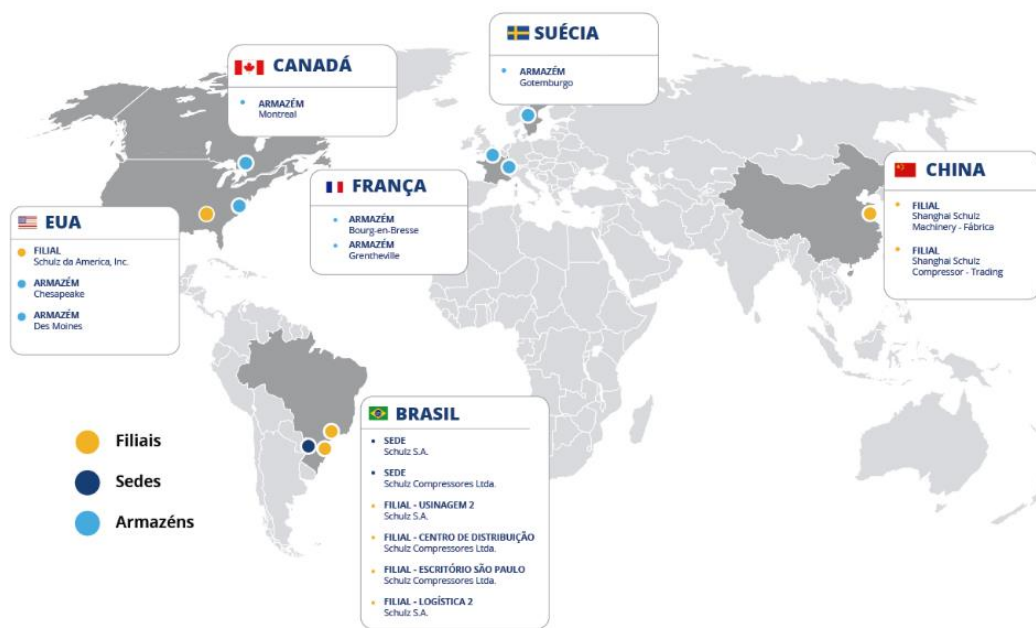 SUÉCIA
ARMAZÉM
Gotemburgo
CANADÁ
ARMAZÉM
Montreal
FRANÇA
ARMAZÉM
Bourg-en-Bresse
ARMAZÉM
Grentheville
CHINA
FILIAL
Shanghai Schulz
Machinery - Fábrica
FILIAL
Shanghai Schulz
Compressor - Trading
EUA
FILIAL
Schulz da America, Inc.
ARMAZÉM
Chesapeake
ARMAZÉM
Des Moines
BRASIL
SEDE
Schulz S.A.
SEDE
Schulz Compressores Ltda.
FILIAL - USINAGEM 2
Schulz S.A.
FILIAL - CENTRO DE DISTRIBUIÇÃO
Schulz Compressores Ltda.
FILIAL - ESCRITÓRIO SÃO PAULO
Schulz Compressores Ltda.
FILIAL - LOGÍSTICA 2
Schulz S.A.
Filiais
Sedes
Armazéns